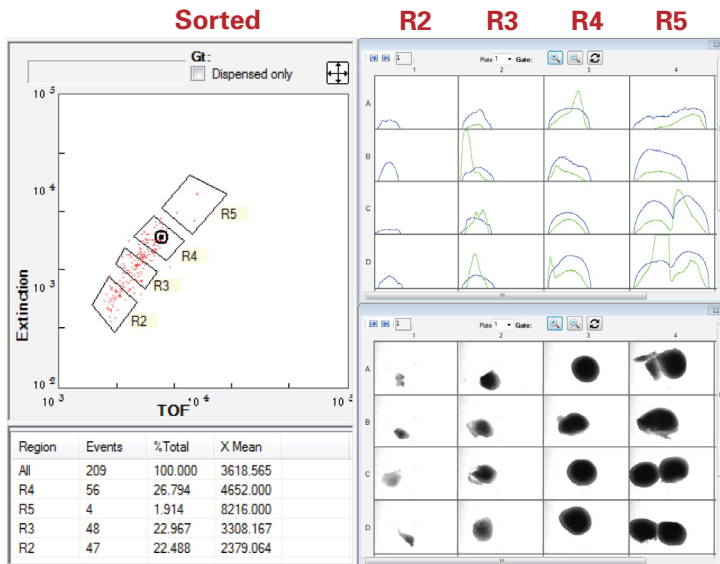 Sorted
R2 R3 R4 R5
Gt:
Dispensed only
10 5
10 4
10 3
10 2
Extinction
R5
R4
R3
R2
10 3
10 4
10 5
TOF
Region Events %Total X Mean
All 209 100.000 3618.565
R4 56 26.794 4652.000
R5 4 1.914 8216.000
R3 48 22.967 3308.167
R2 47 22.488 2379.064
1 Plate 1 Gate:
1 2 3 4
A
B
C
D
1 Plate 1 Gate:
1 2 3 4
A
B
C
D